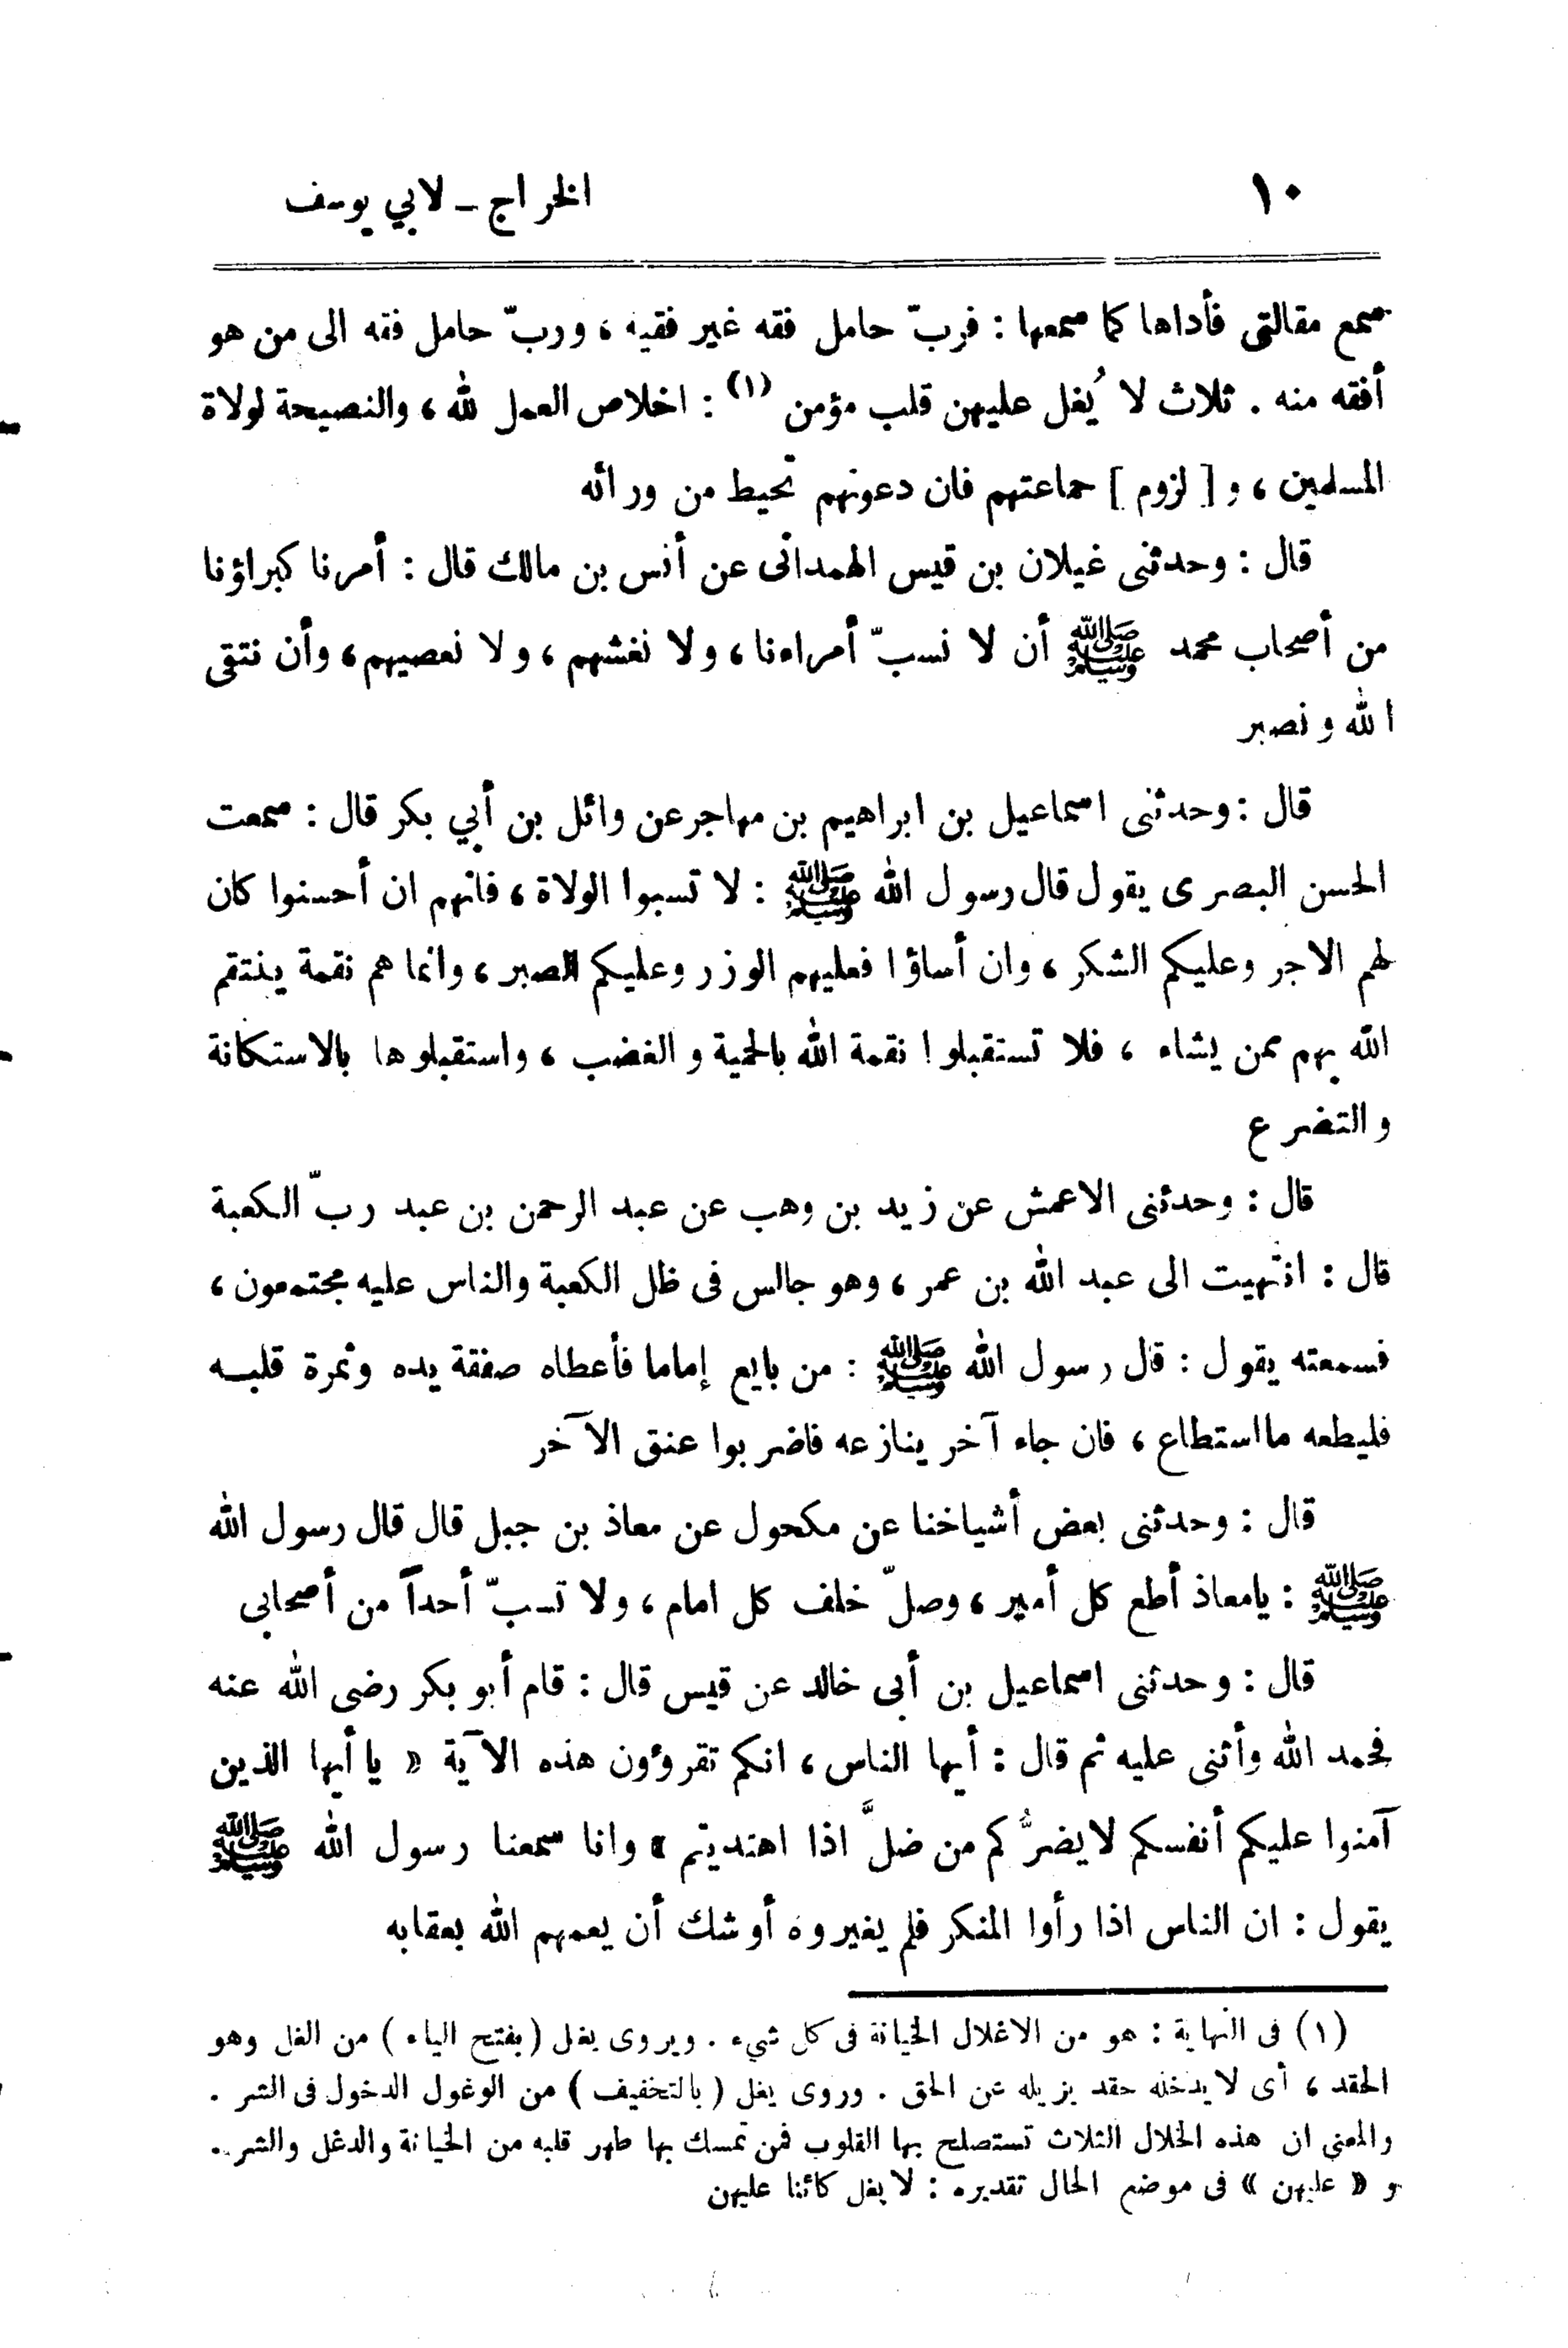 ١٠ الخراج ـ لابي يوسف
سمع مقالتى فأداها كما سمعها : فربّ حامل فقه غير فقيه ، وربّ حامل فقه الى من هو
أفقه منه . ثلاث لا يُغل عليهن قلب مؤمن (١) : اخلاص العمل لله ، والنصيحة لولاة
المسلمين ، و [ لزوم ] جماعتهم فان دعوتهم تحيط من ورائه
قال : وحدثنى غيلان بن قيس الهمدانى عن أنس بن مالك قال : أمرنا كبراؤنا
من أصحاب محمد ﷺ أن لا نسبّ أمراءنا ، ولا نغشهم ، ولا نعصيهم ، وأن نتقى
الله ونصبر
قال : وحدثنى اسماعيل بن ابراهيم بن مهاجر عن وائل بن أبي بكر قال : سمعت
الحسن البصرى يقول قال رسول الله ﷺ : لا تسبوا الولاة ، فانهم ان أحسنوا كان
لهم الاجر وعليكم الشكر ، وان أساؤا فعليهم الوزر وعليكم الصبر ، وانما هم نقمة ينتقم
الله بهم ممن يشاء ، فلا تستقبلوا نقمة الله بالحمية و الغضب ، واستقبلوها بالاستكانة
والتضرع
قال : وحدثنى الاعمش عن زيد بن وهب عن عبد الرحمن بن عبد ربّ الكعبة
قال : انتهيت الى عبد الله بن عمر ، وهو جالس فى ظل الكعبة والناس عليه مجتمعون ،
فسمعته يقول : قال رسول الله ﷺ : من بايع إماما فأعطاه صفقة يده وثمرة قلبه
فليطعه مااستطاع ، فان جاء آخر ينازعه فاضربوا عنق الآخر
قال : وحدثنى بعض أشياخنا عن مكحول عن معاذ بن جبل قال قال رسول الله
ﷺ : يامعاذ أطع كل أمير ، وصلّ خلف كل امام ، ولا تسبّ أحداً من أصحابى
قال : وحدثنى اسماعيل بن أبى خالد عن قيس قال : قام أبو بكر رضى الله عنه
فحمد الله وأثنى عليه ثم قال : أيها الناس ، انكم تقرءون هذه الآية « يا أيها الذين
آمنوا عليكم أنفسكم لايضرُّكم من ضلَّ اذا اهتديتم » وانا سمعنا رسول الله ﷺ
يقول : ان الناس اذا رأوا المنكر فلم يغيروه أوشك أن يعمهم الله بعقابه
(١) فى النهاية : هو من الاغلال الخيانة فى كل شيء . ويروى يغل (بفتح الياء) من الغل وهو
الحقد ، أى لا يدخله حقد يزيله عن الحق . وروى يغل ( بالتخفيف ) من الوغول الدخول فى الشر .
والمعنى ان هذه الخلال الثلاث تستصلح بها القلوب فمن تمسك بها طهر قلبه من الخيانة والدغل والشر .
و « عليهن » فى موضع الحال تقديره : لا يغل كائنا عليهن